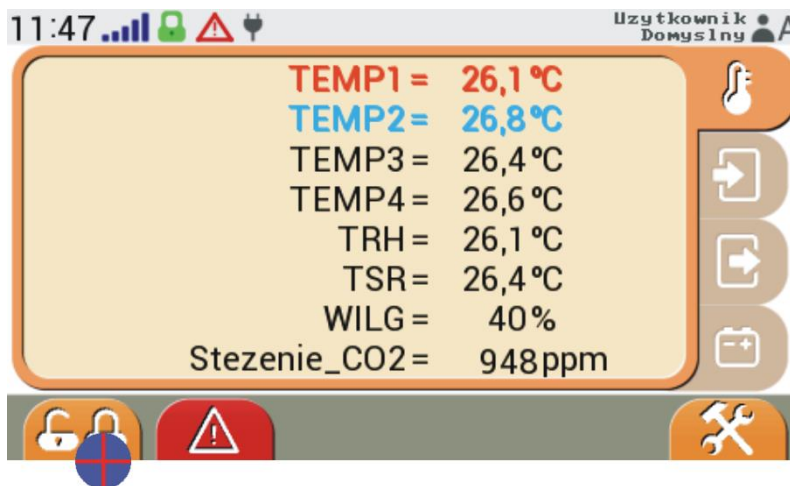 11:47
Uzytkownik
Domyslny A
TEMP1 = 26,1 °C
TEMP2 = 26,8 °C
TEMP3 = 26,4 °C
TEMP4 = 26,6 °C
TRH = 26,1 °C
TSR = 26,4 °C
WILG = 40 %
Stezenie_CO2 = 948 ppm